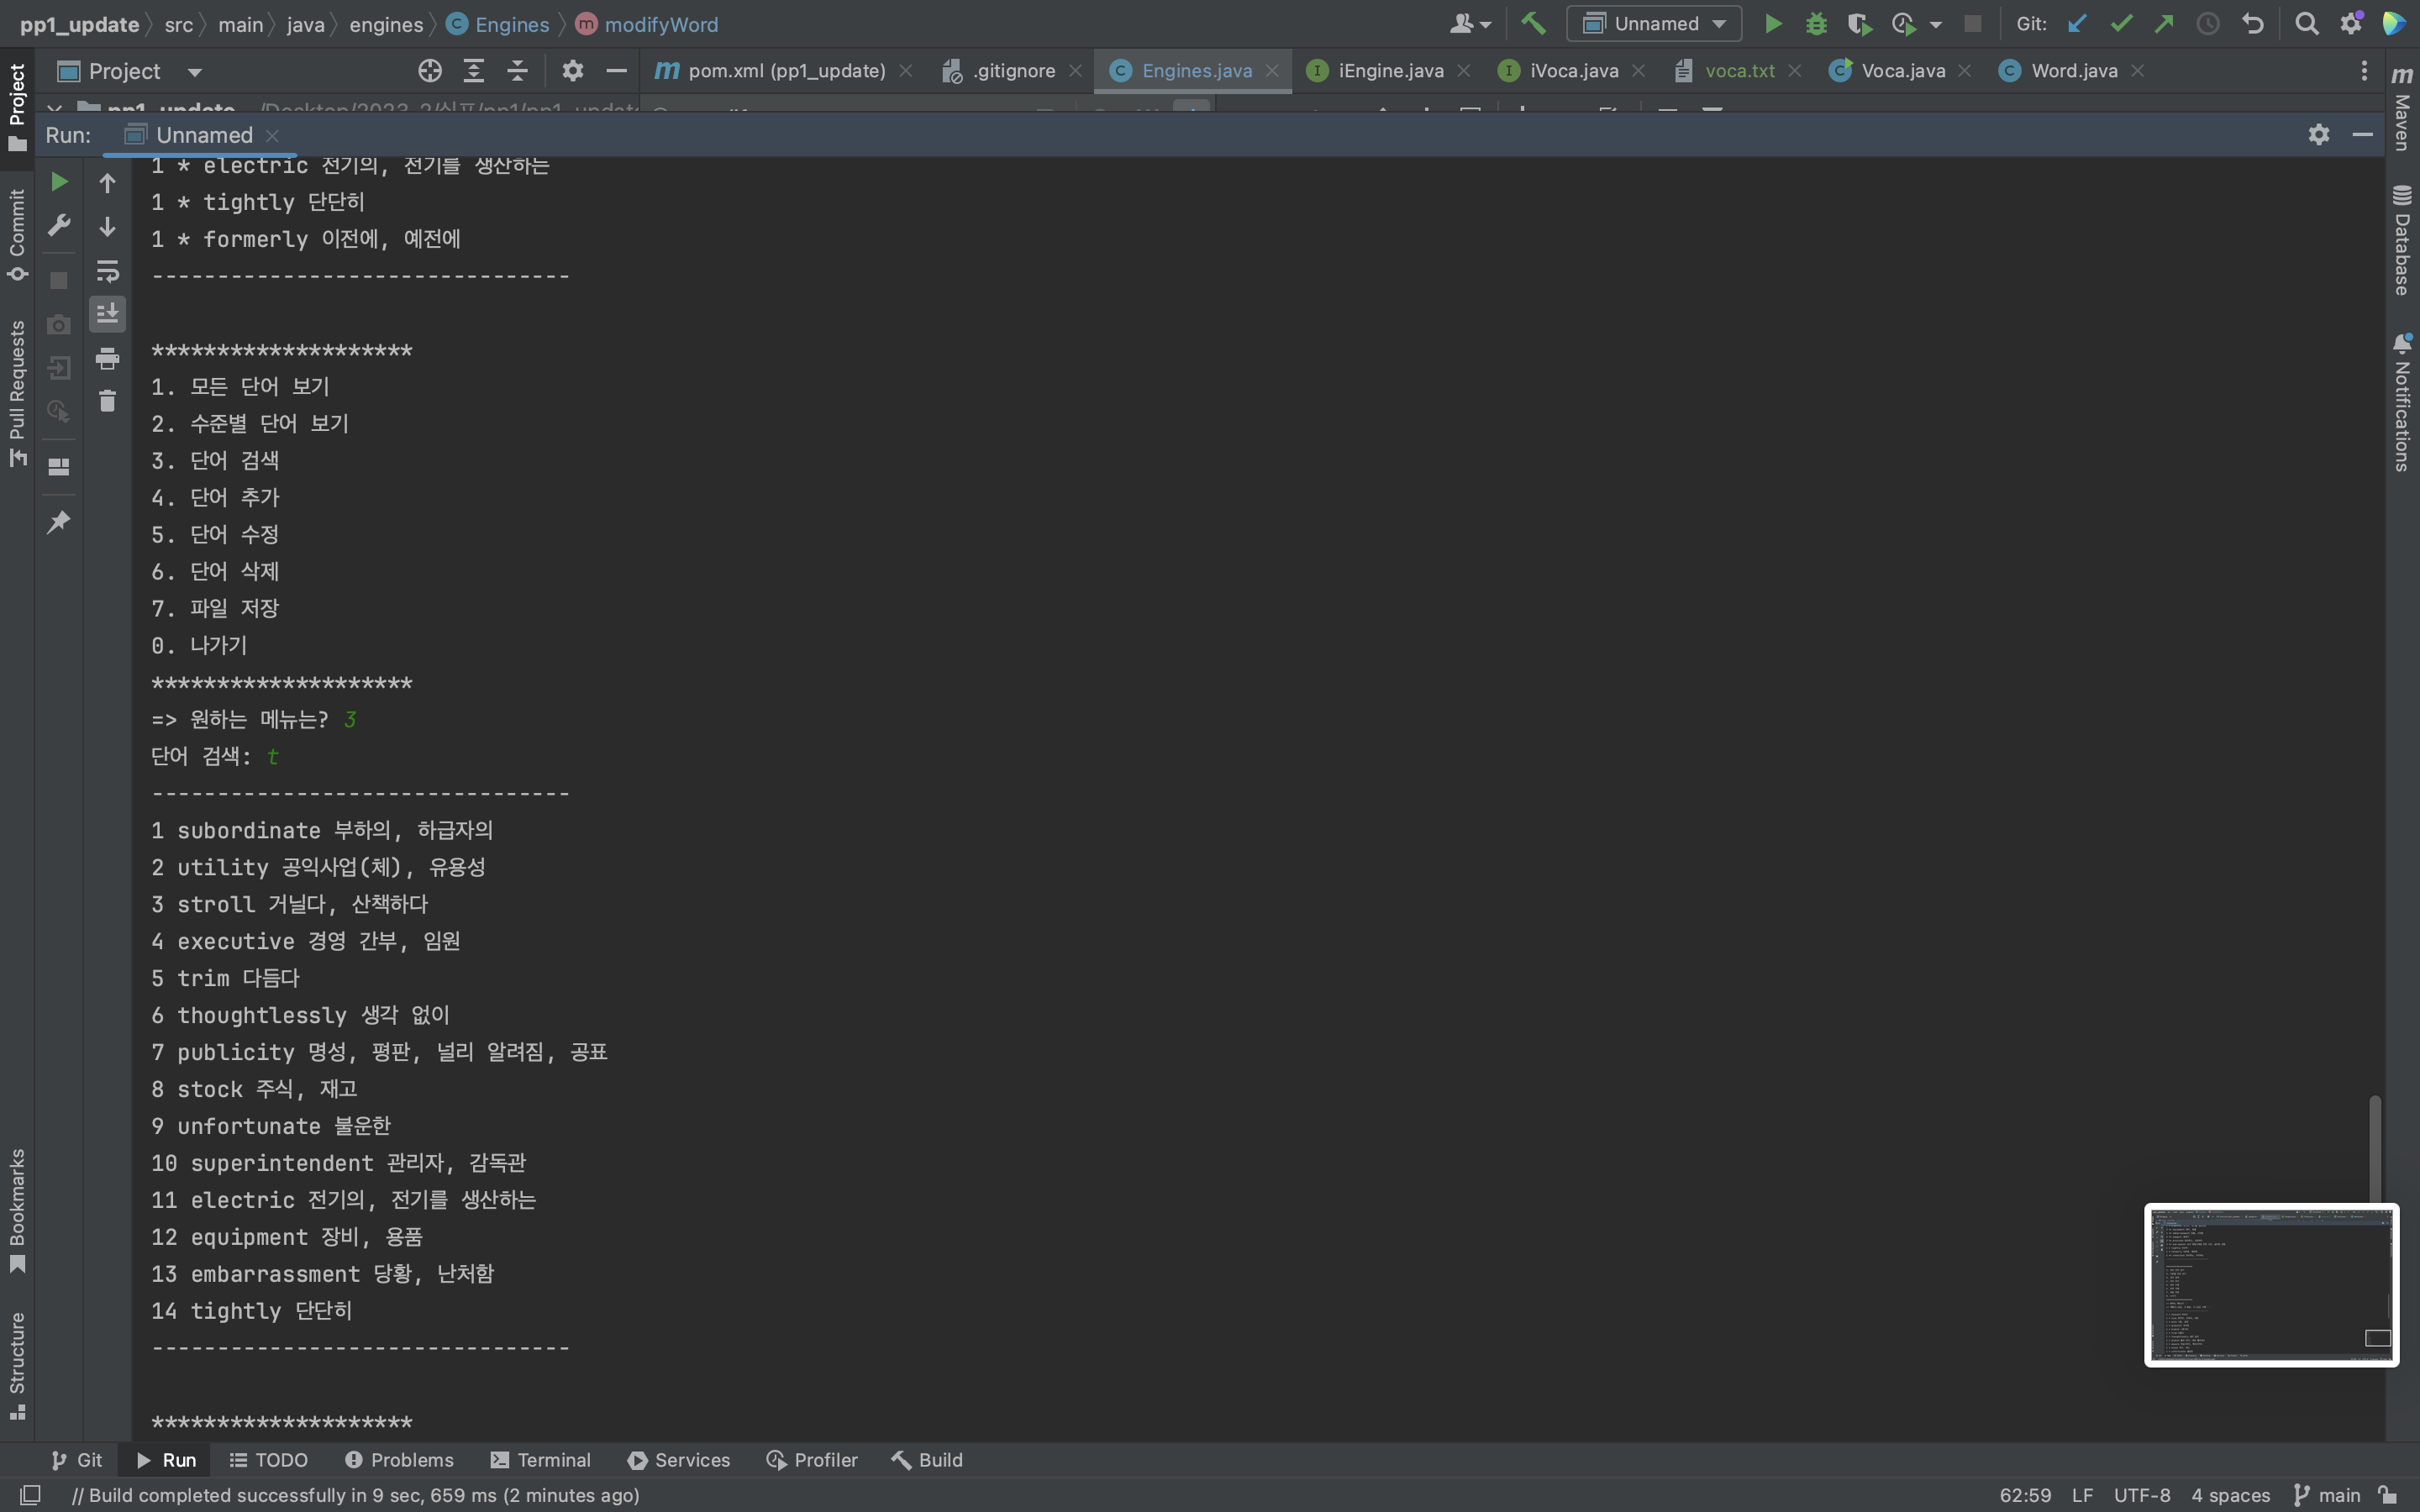 pp1_update src main java engines Engines modifyWord Unnamed Git:
Project pom.xml (pp1_update) .gitignore Engines.java iEngine.java iVoca.java voca.txt Voca.java Word.java
Run: Unnamed
1 * electric 전기의, 전기를 생산하는
1 * tightly 단단히
1 * formerly 이전에, 예전에
--------------------------------
********************
1. 모든 단어 보기
2. 수준별 단어 보기
3. 단어 검색
4. 단어 추가
5. 단어 수정
6. 단어 삭제
7. 파일 저장
0. 나가기
********************
=> 원하는 메뉴는? 3
단어 검색: t
--------------------------------
1 subordinate 부하의, 하급자의
2 utility 공익사업(체), 유용성
3 stroll 거닐다, 산책하다
4 executive 경영 간부, 임원
5 trim 다듬다
6 thoughtlessly 생각 없이
7 publicity 명성, 평판, 널리 알려짐, 공표
8 stock 주식, 재고
9 unfortunate 불운한
10 superintendent 관리자, 감독관
11 electric 전기의, 전기를 생산하는
12 equipment 장비, 용품
13 embarrassment 당황, 난처함
14 tightly 단단히
--------------------------------
********************
Git Run TODO Problems Terminal Services Profiler Build
// Build completed successfully in 9 sec, 659 ms (2 minutes ago) 62:59 LF UTF-8 4 spaces main
Project
Commit
Pull Requests
Bookmarks
Structure
Maven
Database
Notifications